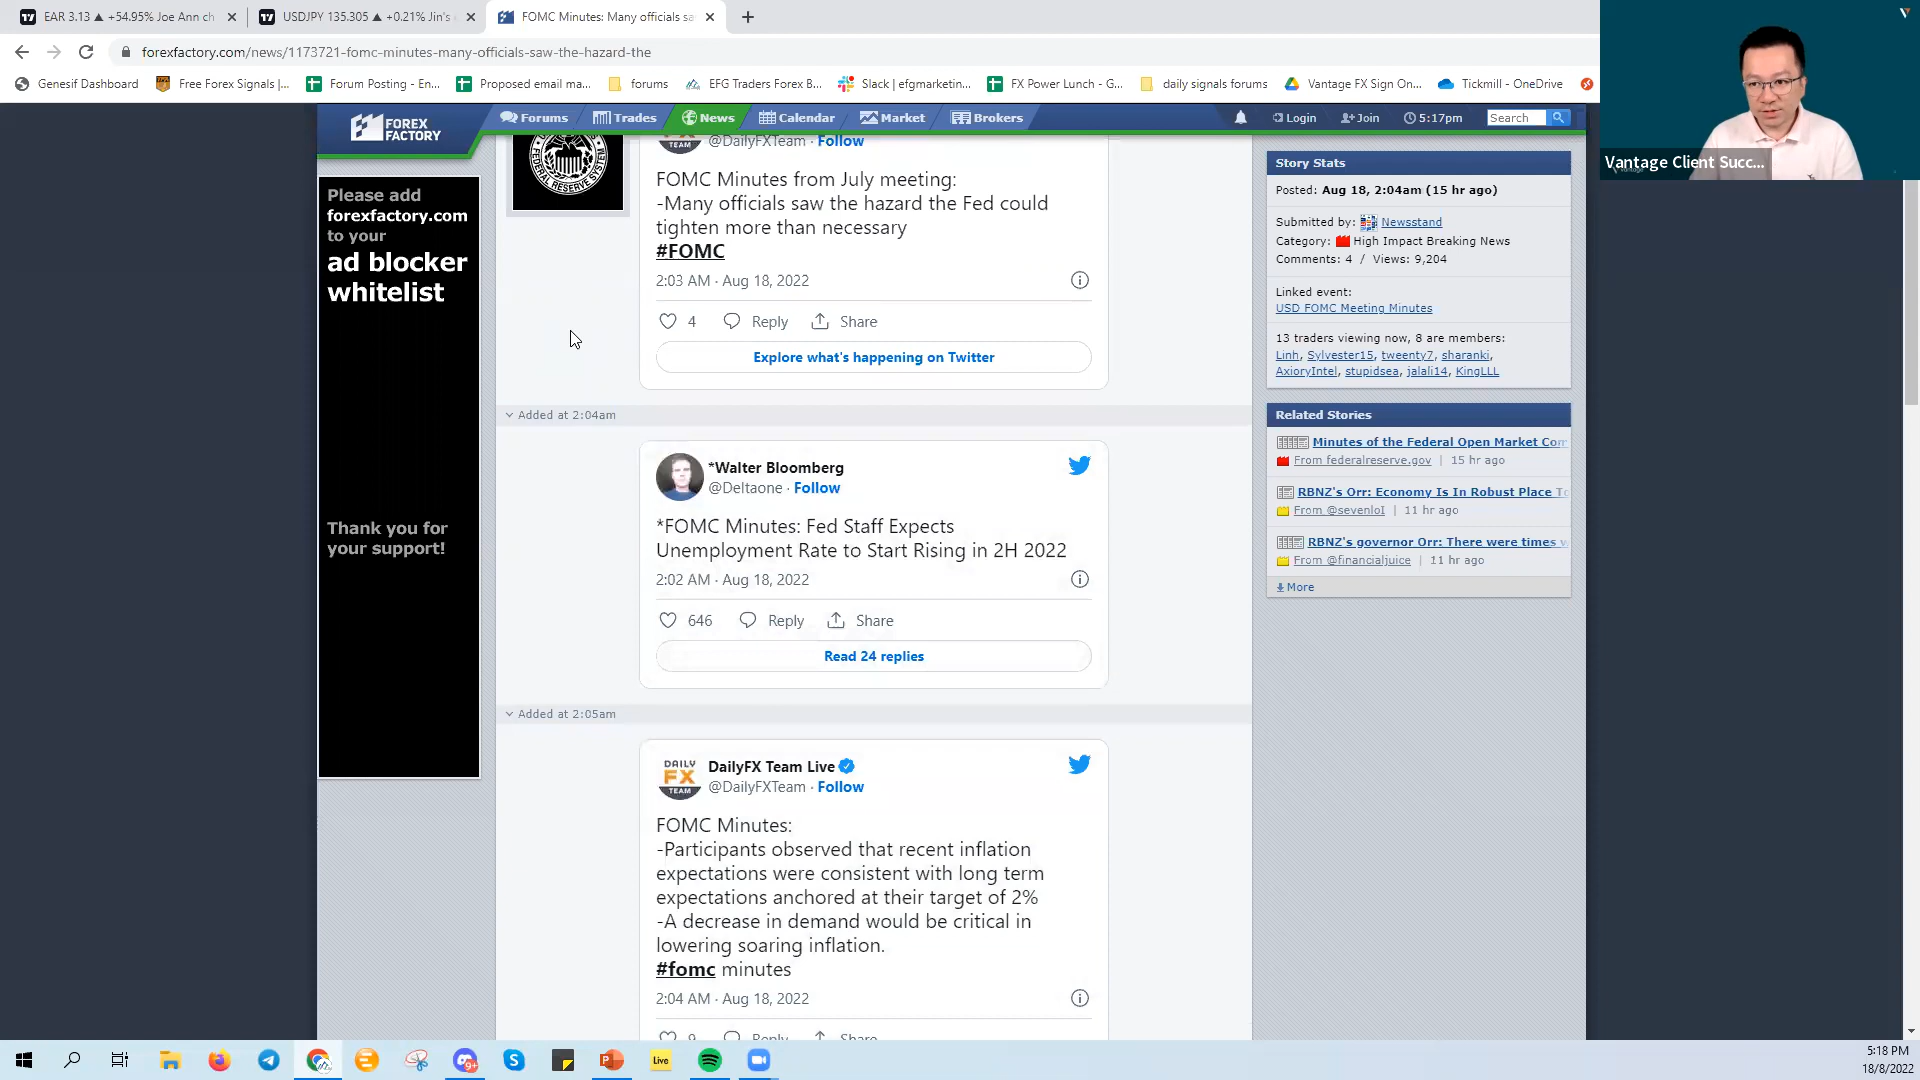 EAR 3.13 ▲ +54.95% Joe Ann ch
USDJPY 135.305 ▲ +0.21% Jin's
FOMC Minutes: Many officials sa
forexfactory.com/news/1173721-fomc-minutes-many-officials-saw-the-hazard-the
Genesif Dashboard
Free Forex Signals |...
Forum Posting - En...
Proposed email ma...
forums
EFG Traders Forex B...
Slack | efgmarketin...
FX Power Lunch - G...
daily signals forums
Vantage FX Sign On...
Tickmill - OneDrive
Vantage Client Succ...
FOREX
FACTORY
Forums
Trades
News
Calendar
Market
Brokers
Login
Join
5:17pm
Search
Please add
forexfactory.com
to your
ad blocker
whitelist
Thank you for
your support!
@DailyFXTeam · Follow
FOMC Minutes from July meeting:
-Many officials saw the hazard the Fed could
tighten more than necessary
#FOMC
2:03 AM · Aug 18, 2022
4 Reply Share
Explore what's happening on Twitter
Added at 2:04am
*Walter Bloomberg
@Deltaone · Follow
*FOMC Minutes: Fed Staff Expects
Unemployment Rate to Start Rising in 2H 2022
2:02 AM · Aug 18, 2022
646 Reply Share
Read 24 replies
Added at 2:05am
DAILY
FX
TEAM
DailyFX Team Live
@DailyFXTeam · Follow
FOMC Minutes:
-Participants observed that recent inflation
expectations were consistent with long term
expectations anchored at their target of 2%
-A decrease in demand would be critical in
lowering soaring inflation.
#fomc minutes
2:04 AM · Aug 18, 2022
9 Reply Share
Story Stats
Posted: Aug 18, 2:04am (15 hr ago)
Submitted by: Newsstand
Category: High Impact Breaking News
Comments: 4 / Views: 9,204
Linked event:
USD FOMC Meeting Minutes
13 traders viewing now, 8 are members:
Linh, Sylvester15, tweenty7, sharanki,
AxioryIntel, stupidsea, jalali14, KingLLL
Related Stories
Minutes of the Federal Open Market Com
From federalreserve.gov | 15 hr ago
RBNZ's Orr: Economy Is In Robust Place T
From @sevenloI | 11 hr ago
RBNZ's governor Orr: There were times
From @financialjuice | 11 hr ago
More
9+
Live
5:18 PM
18/8/2022